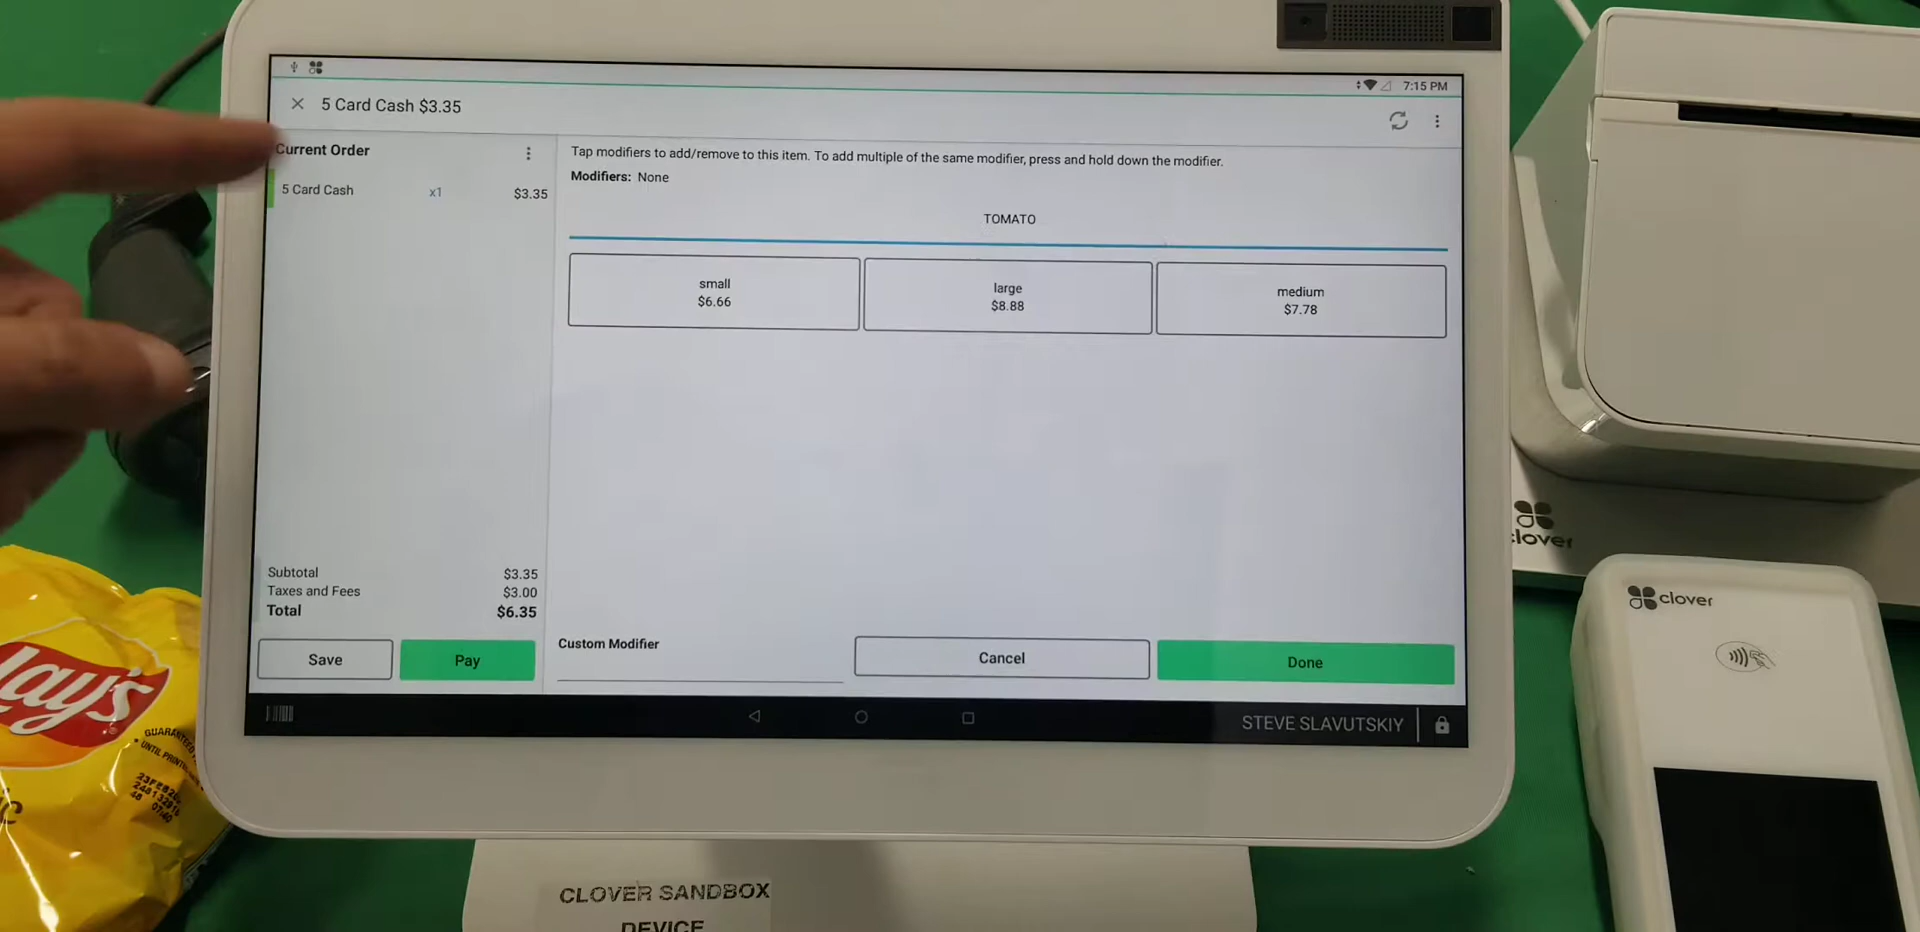 7:15 PM
5 Card Cash $3.35
Current Order
5 Card Cash x1 $3.35
Tap modifiers to add/remove to this item. To add multiple of the same modifier, press and hold down the modifier.
Modifiers: None
TOMATO
small
$6.66
large
$8.88
medium
$7.78
Subtotal $3.35
Taxes and Fees $3.00
Total $6.35
Save
Pay
Custom Modifier
Cancel
Done
STEVE SLAVUTSKIY
CLOVER SANDBOX
DEVICE
clover
clover
Lay's
GUARANTEED
UNTIL PRINTED